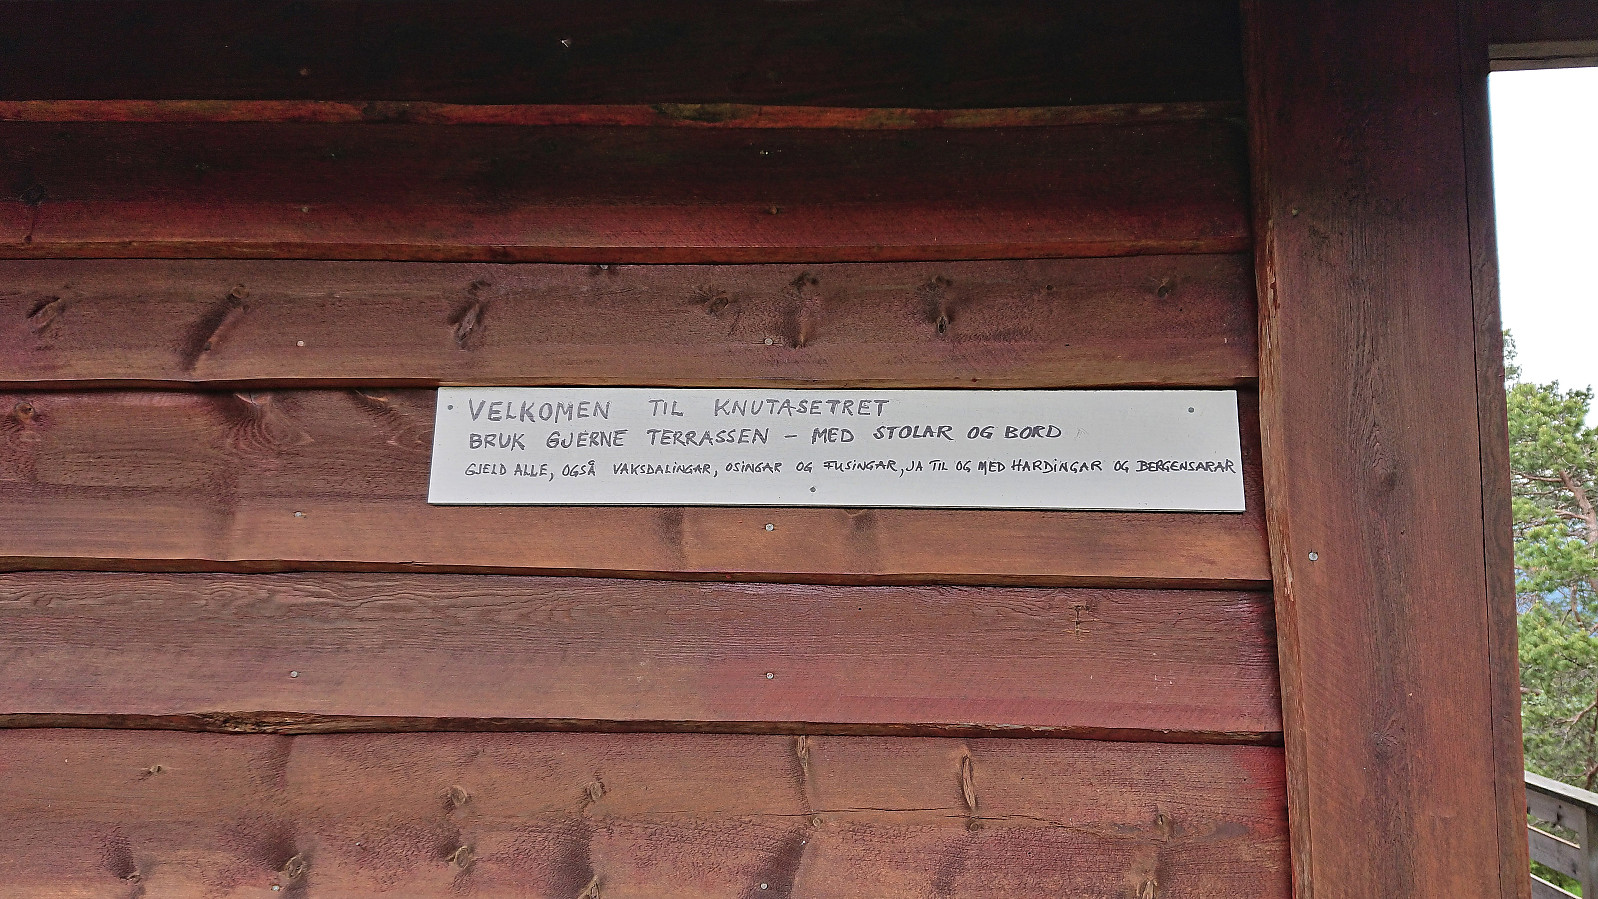 VELKOMEN TIL KNUTASETRET
BRUK GJERNE TERRASSEN - MED STOLAR OG BORD
GJELD ALLE, OGSÅ VAKSDALINGAR, OSINGAR OG FUSINGAR, JA TIL OG MED HARDINGAR OG BERGENSARAR